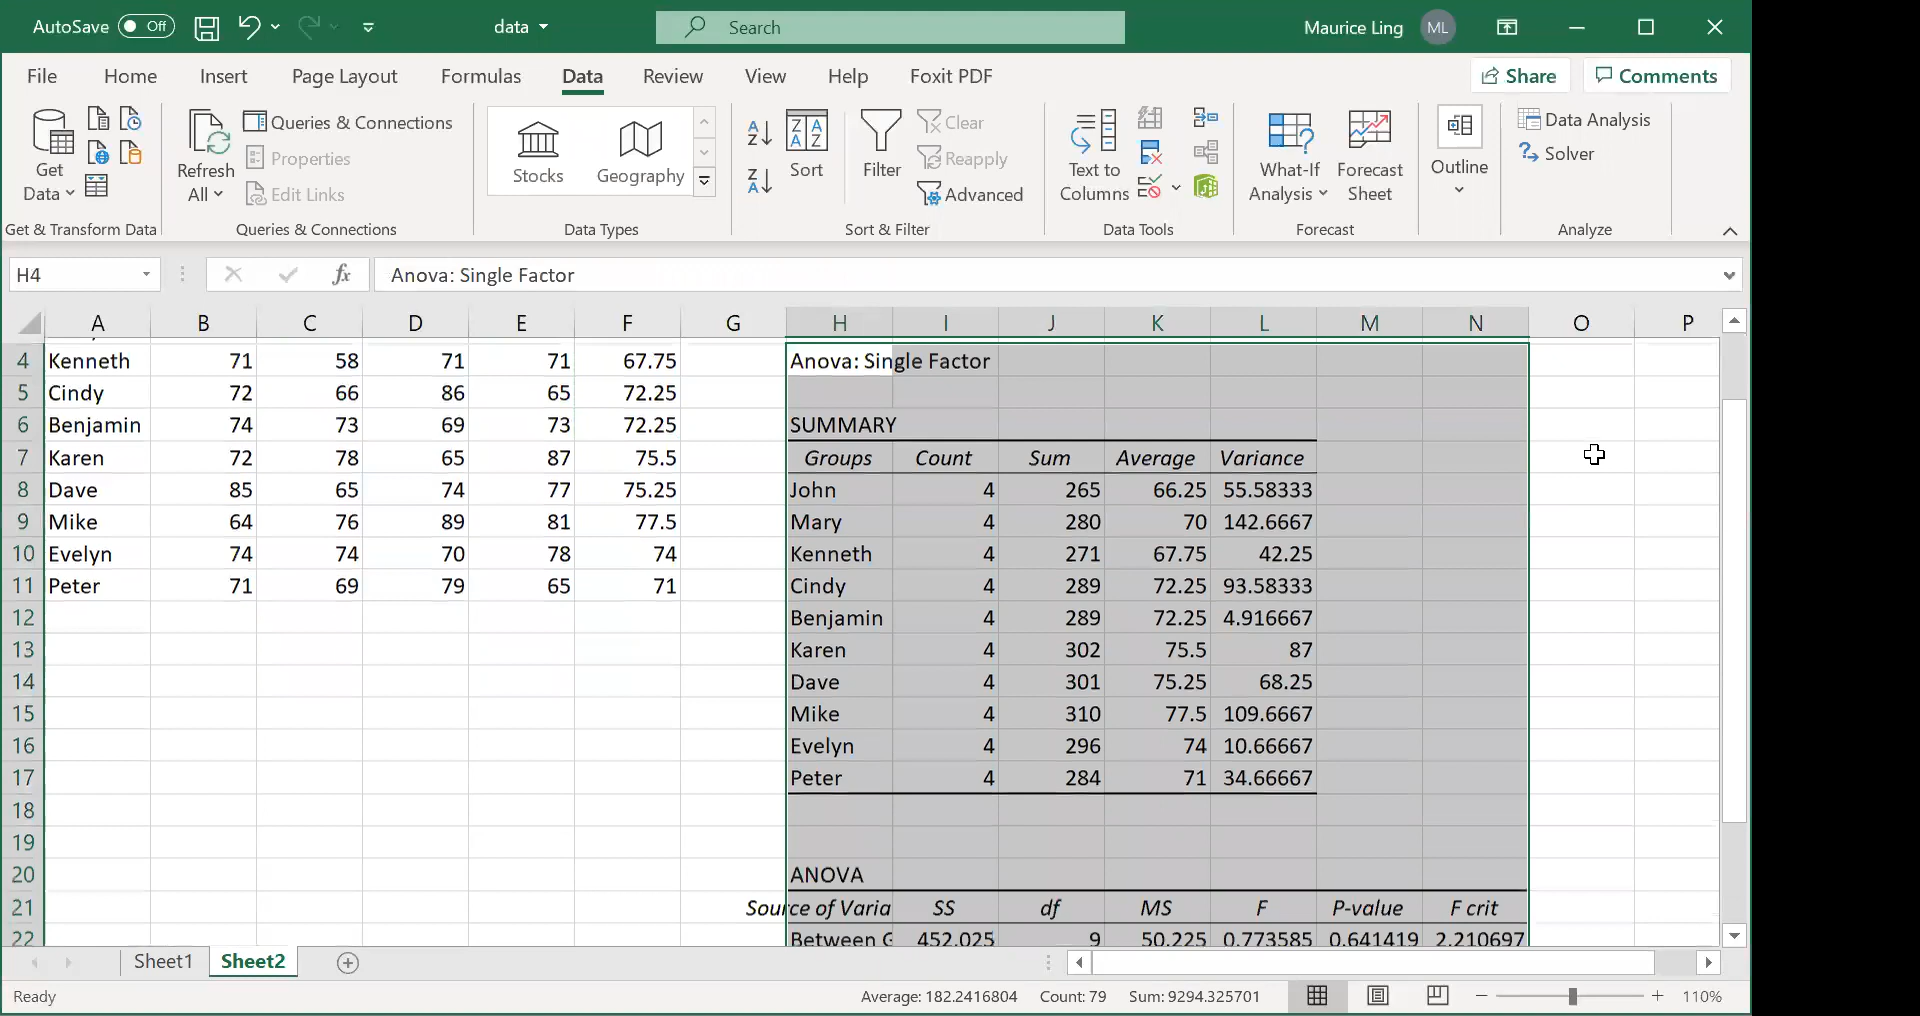 AutoSave Off data Search Maurice Ling ML
File Home Insert Page Layout Formulas Data Review View Help Foxit PDF Share Comments
Get Data
Refresh All
Queries & Connections
Properties
Edit Links
Stocks
Geography
Sort
Filter
Clear
Reapply
Advanced
Text to Columns
What-If Analysis
Forecast Sheet
Outline
Data Analysis
Solver
Get & Transform Data Queries & Connections Data Types Sort & Filter Data Tools Forecast Analyze
H4 fx Anova: Single Factor
A B C D E F G H I J K L M N O P
4 Kenneth 71 58 71 71 67.75 Anova: Single Factor
5 Cindy 72 66 86 65 72.25
6 Benjamin 74 73 69 73 72.25 SUMMARY
7 Karen 72 78 65 87 75.5 Groups Count Sum Average Variance
8 Dave 85 65 74 77 75.25 John 4 265 66.25 55.58333
9 Mike 64 76 89 81 77.5 Mary 4 280 70 142.6667
10 Evelyn 74 74 70 78 74 Kenneth 4 271 67.75 42.25
11 Peter 71 69 79 65 71 Cindy 4 289 72.25 93.58333
12 Benjamin 4 289 72.25 4.916667
13 Karen 4 302 75.5 87
14 Dave 4 301 75.25 68.25
15 Mike 4 310 77.5 109.6667
16 Evelyn 4 296 74 10.66667
17 Peter 4 284 71 34.66667
18
19
20 ANOVA
21 Source of Varia SS df MS F P-value F crit
22 Between G 452.025 9 50.225 0.773585 0.641419 2.210697
Sheet1 Sheet2
Ready Average: 182.2416804 Count: 79 Sum: 9294.325701 110%